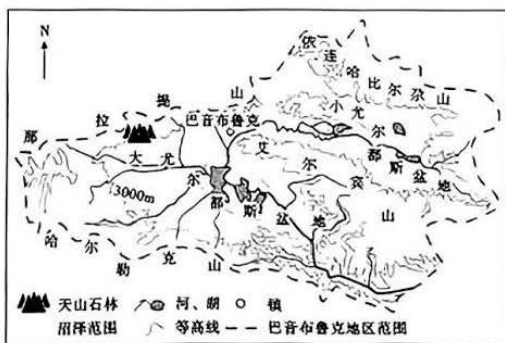 N
依连哈比尔尕山
那拉提山
巴音布鲁克
小尤尔都斯盆地
大尤尔都斯盆地
艾尔宾山
3000m
哈尔勒克山
天山石林 河、湖 镇
沼泽范围 等高线 巴音布鲁克地区范围